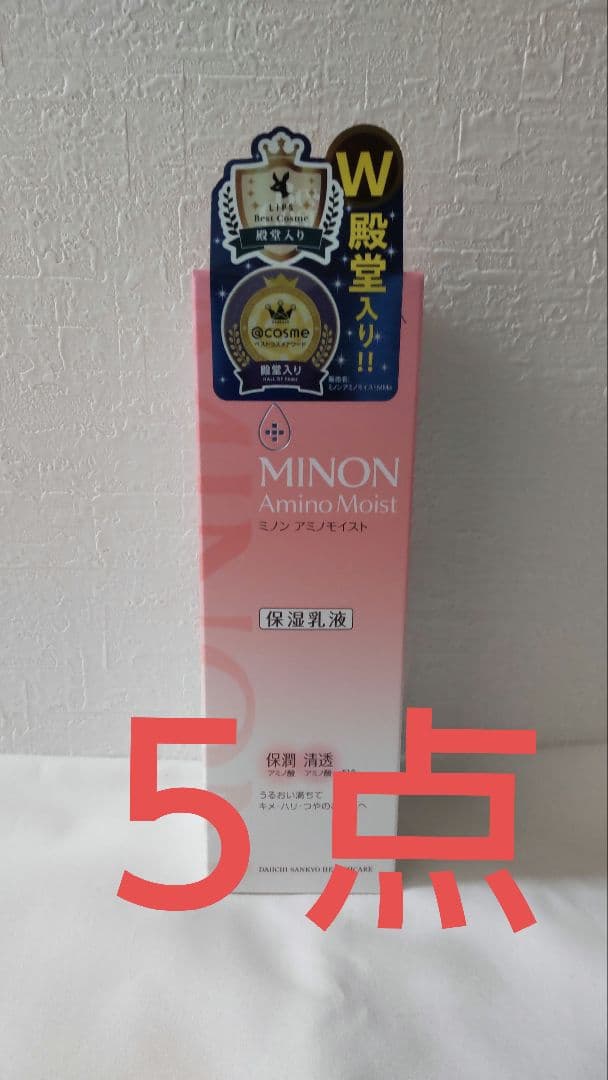 W殿堂入り!!
LIPS
Best Cosme
殿堂入り
@cosme
ベストコスメアワード
殿堂入り
HALL OF FAME
MINON
Amino Moist
ミノン アミノモイスト
保湿乳液
保潤 清透
アミノ酸 アミノ酸
うるおい満ちて
キメ・ハリ・つやの
DAIICHI SANKYO HEALTHCARE
5点
MINON